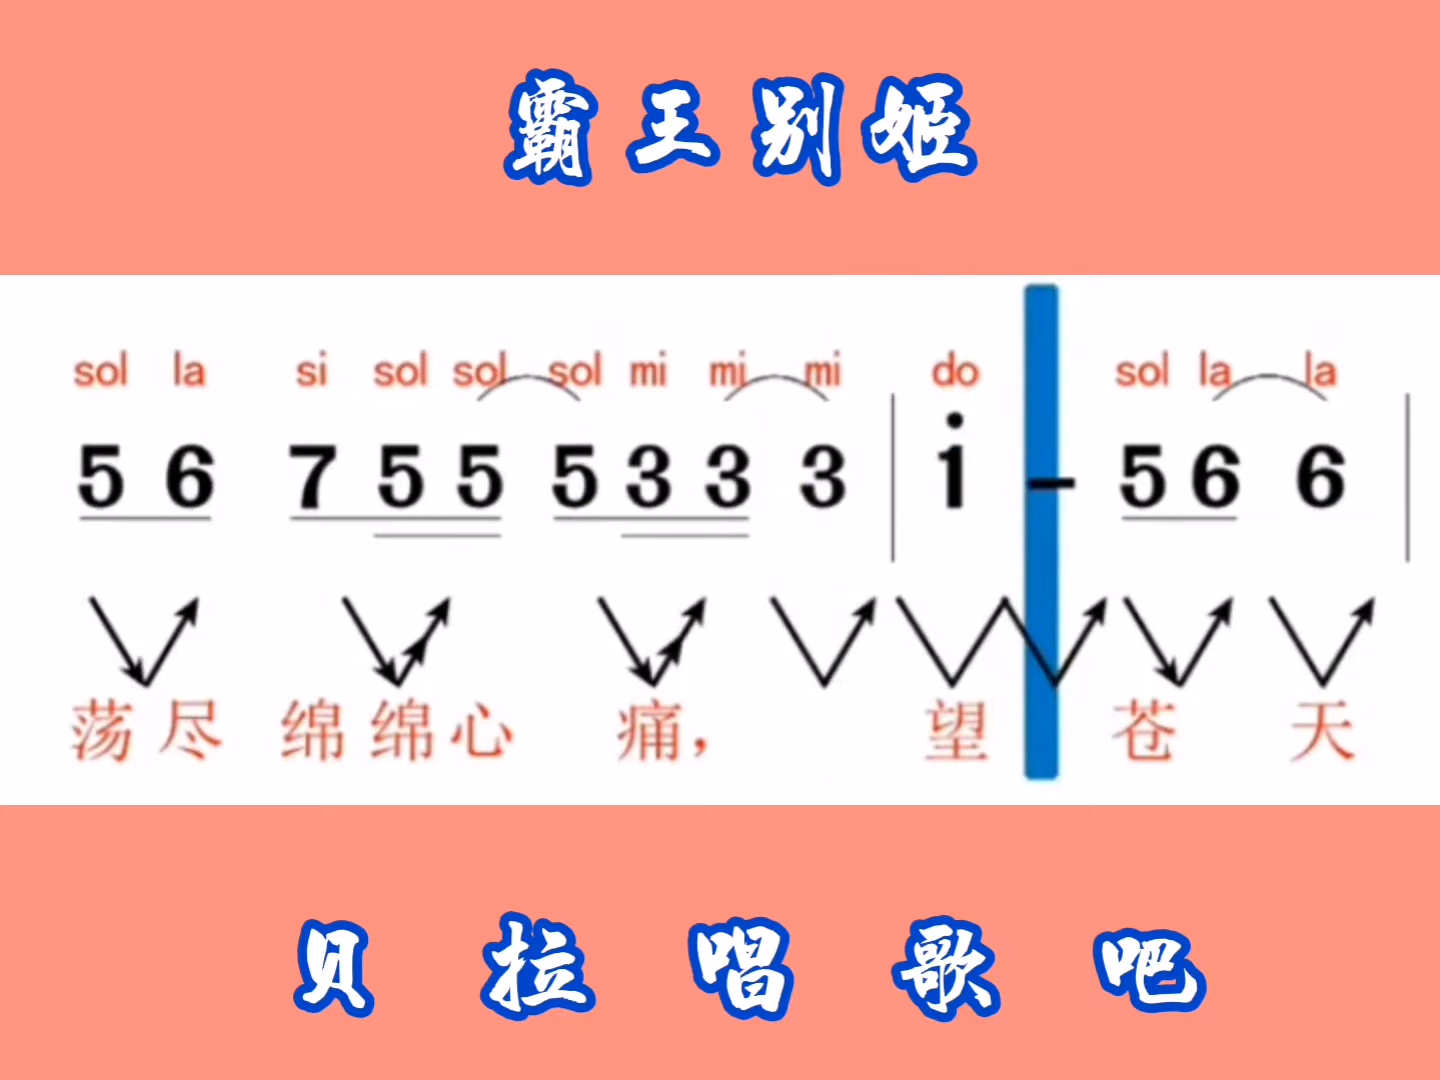 霸王别姬
sol la si sol sol sol mi mi mi do sol la la
5 6 7 5 5 5 3 3 3 i - 5 6 6
荡尽 绵绵心 痛， 望 苍 天
贝拉唱歌吧